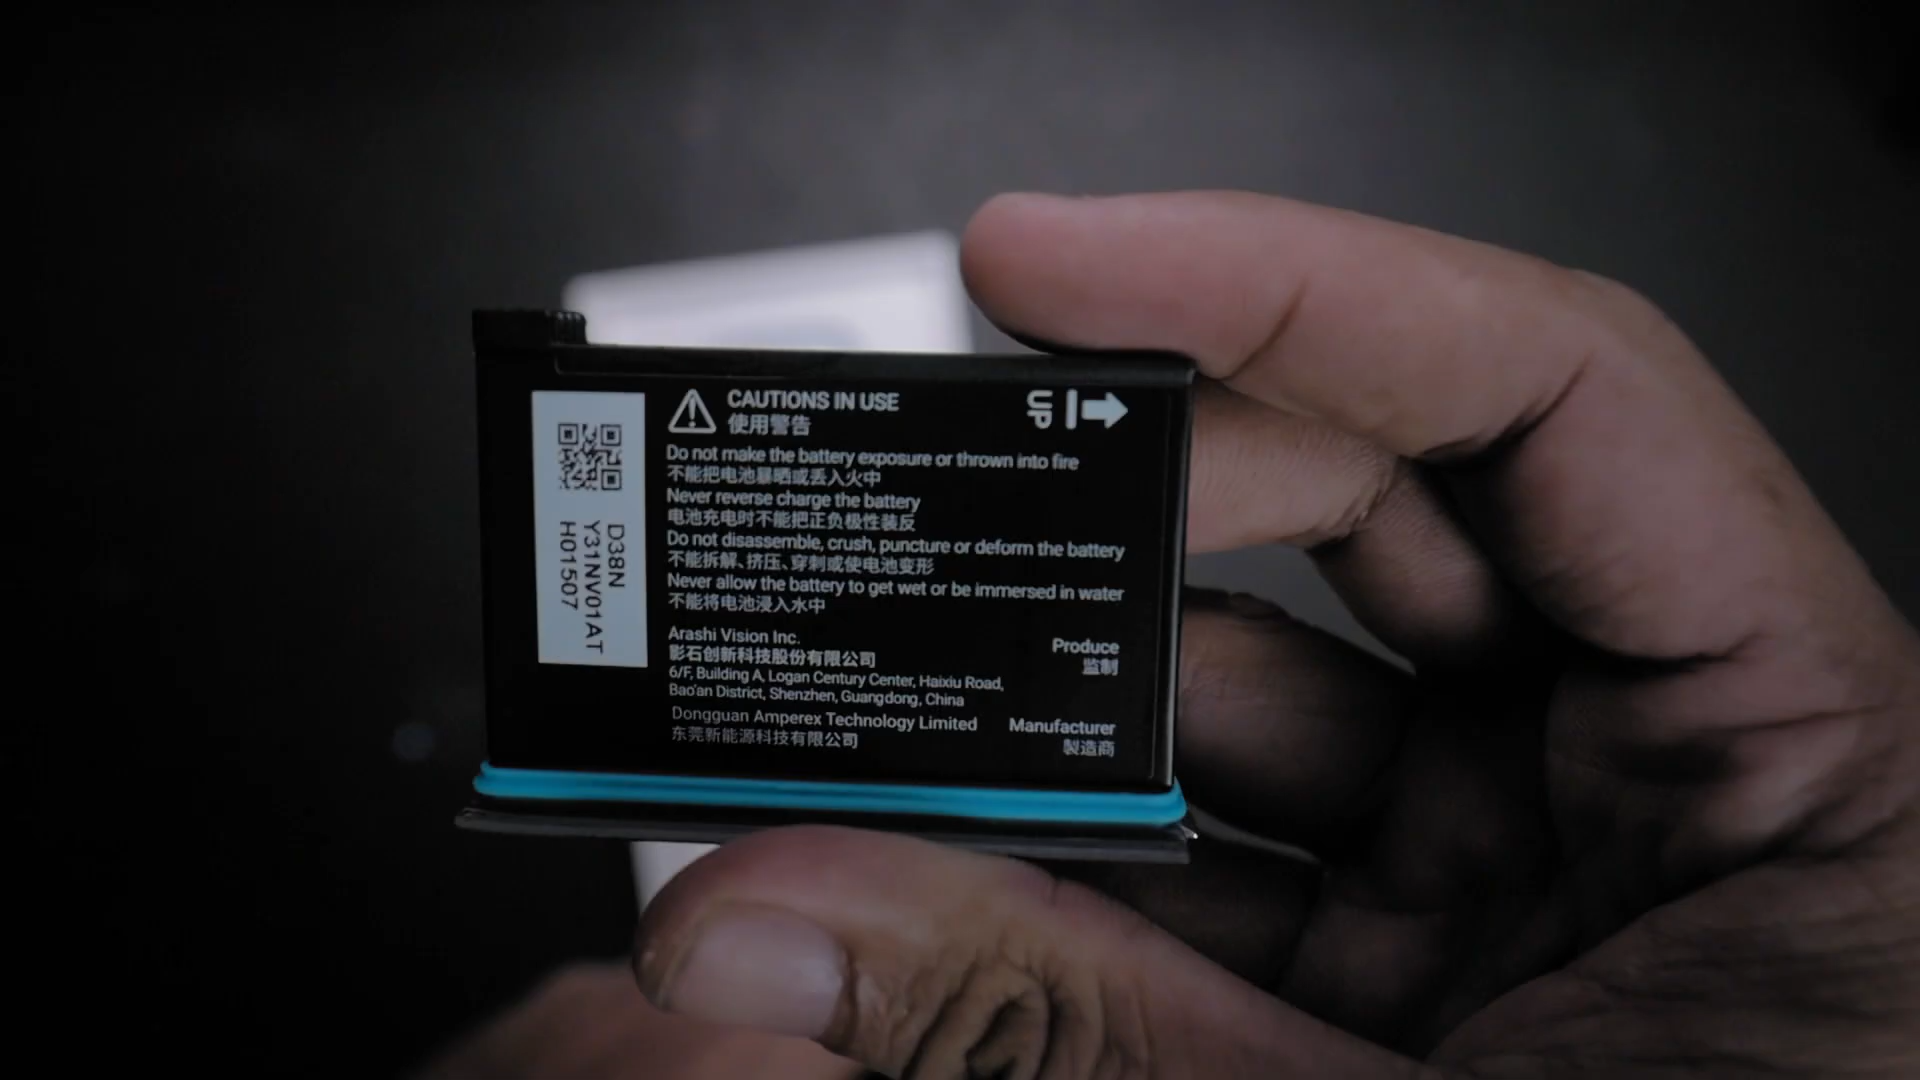 CAUTIONS IN USE
使用警告
UP
Do not make the battery exposure or thrown into fire
不能把电池暴晒或丢入火中
Never reverse charge the battery
电池充电时不能把正负极性装反
Do not disassemble, crush, puncture or deform the battery
不能拆解、挤压、穿刺或使电池变形
Never allow the battery to get wet or be immersed in water
不能将电池浸入水中
Arashi Vision Inc.
影石创新科技股份有限公司
6/F, Building A, Logan Century Center, Haixiu Road,
Bao'an District, Shenzhen, Guangdong, China
Produce
监制
Dongguan Amperex Technology Limited
东莞新能源科技有限公司
Manufacturer
製造商
D38N
Y31NV01AT
H01507